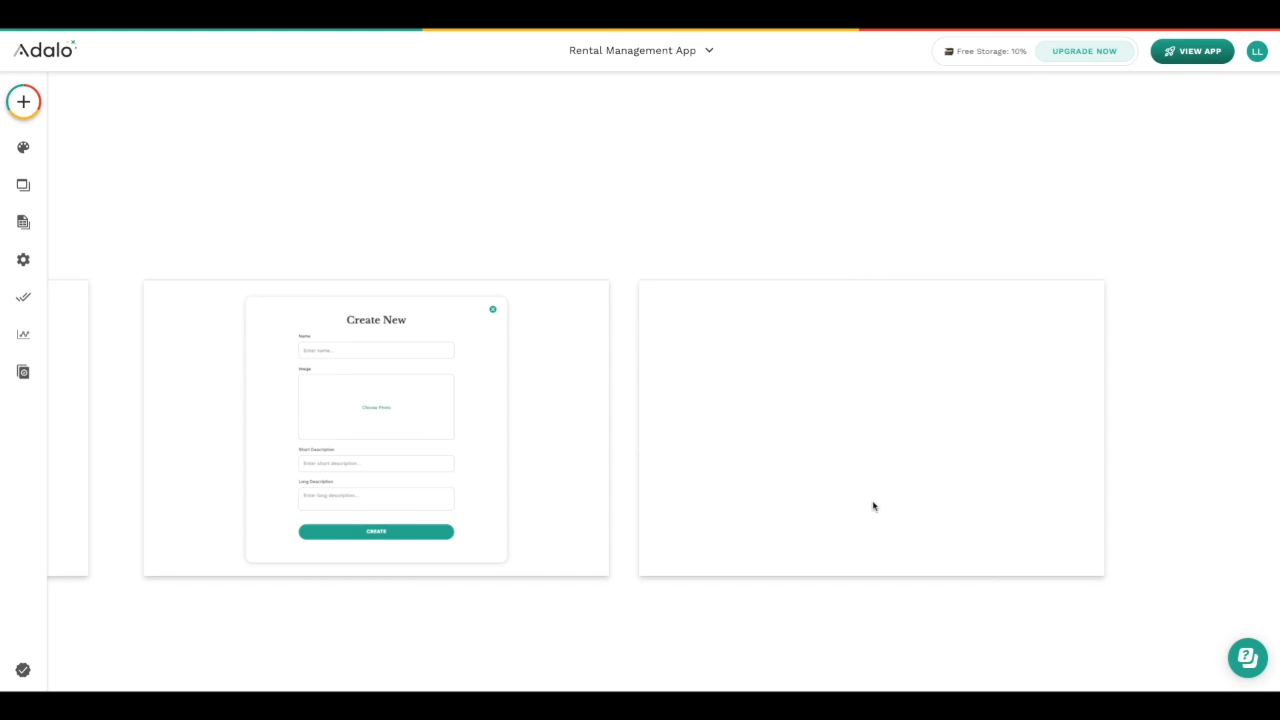 Adalo
Rental Management App
Free Storage: 10%
UPGRADE NOW
VIEW APP
LL
Create New
Name
Enter name...
Image
Choose Photo
Short Description
Enter short description...
Long Description
Enter long description...
CREATE